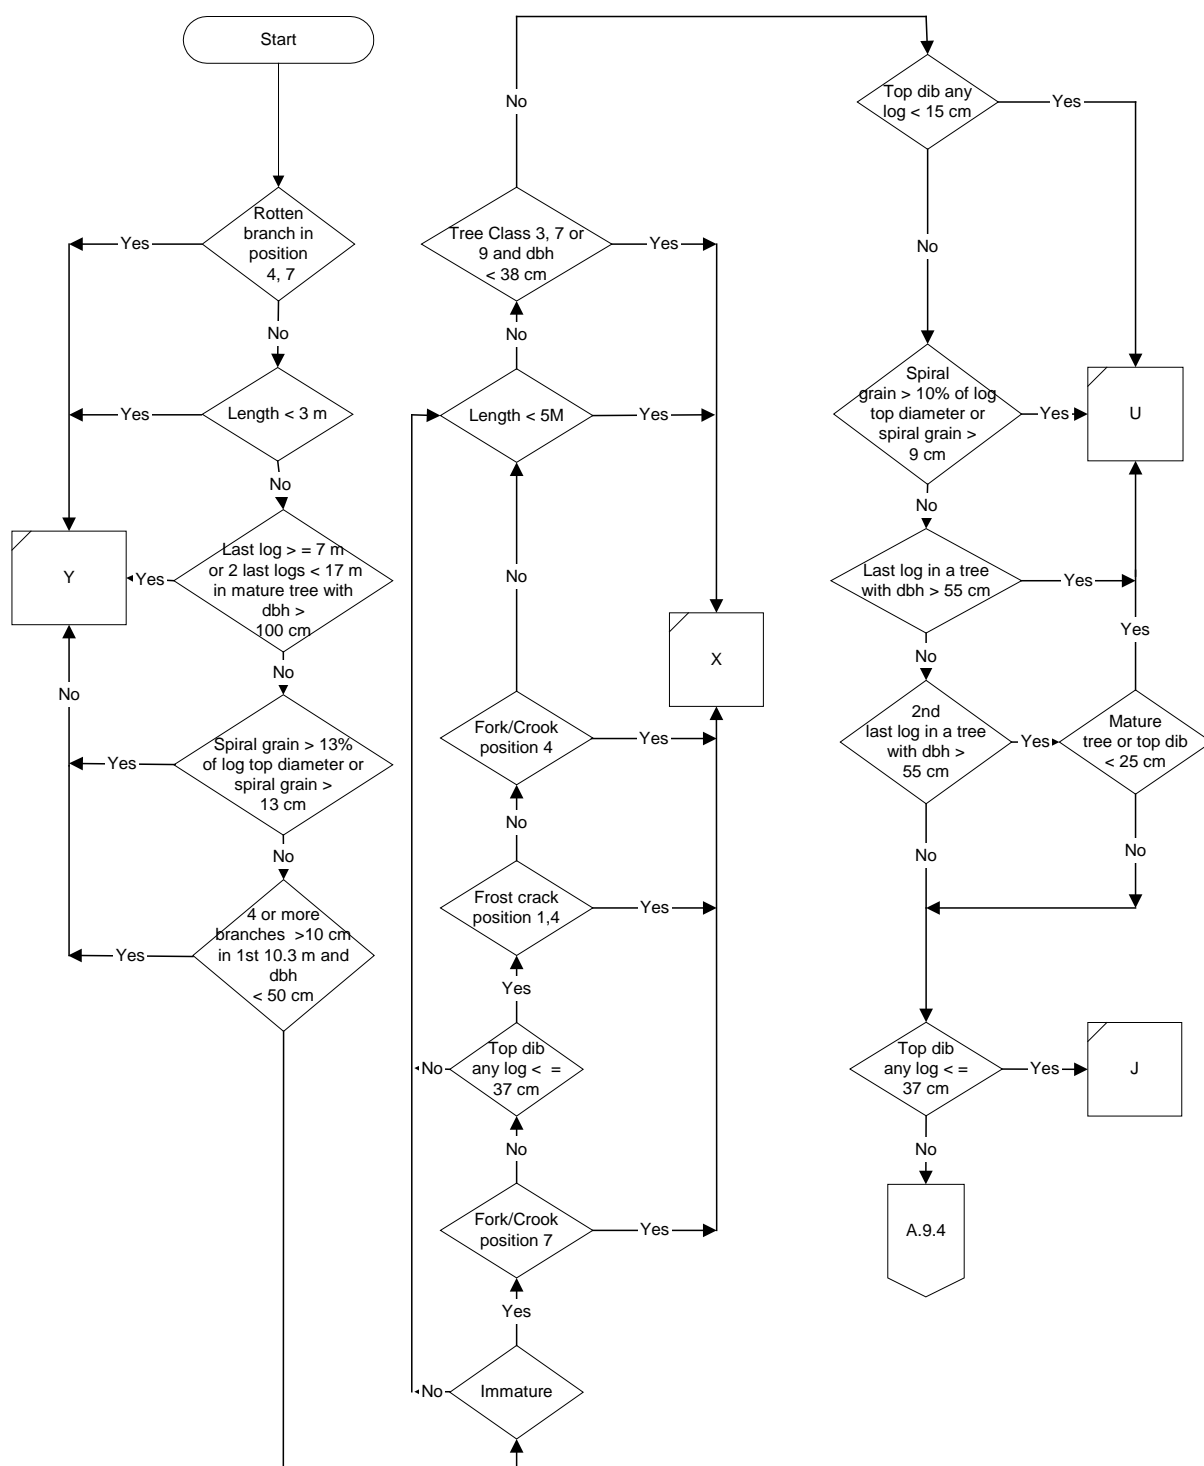 Start
Rotten
branch in
position
4, 7
Yes
No
Length < 3 m
Yes
No
Last log > = 7 m
or 2 last logs < 17 m
in mature tree with
dbh >
100 cm
Yes
Y
No
No
Spiral grain > 13%
of log top diameter or
spiral grain >
13 cm
Yes
No
4 or more
branches >10 cm
in 1st 10.3 m and
dbh
< 50 cm
Yes
No
Tree Class 3, 7 or
9 and dbh
< 38 cm
Yes
No
Length < 5M
Yes
No
X
Fork/Crook
position 4
Yes
No
Frost crack
position 1,4
Yes
Yes
Top dib
any log < =
37 cm
No
No
Fork/Crook
position 7
Yes
Yes
Immature
No
Top dib any
log < 15 cm
Yes
No
Spiral
grain > 10% of log
top diameter or
spiral grain >
9 cm
Yes
U
No
Last log in a tree
with dbh > 55 cm
Yes
No
Yes
2nd
last log in a tree
with dbh >
55 cm
Yes
Mature
tree or top dib
< 25 cm
No
No
Top dib
any log < =
37 cm
Yes
J
No
A.9.4